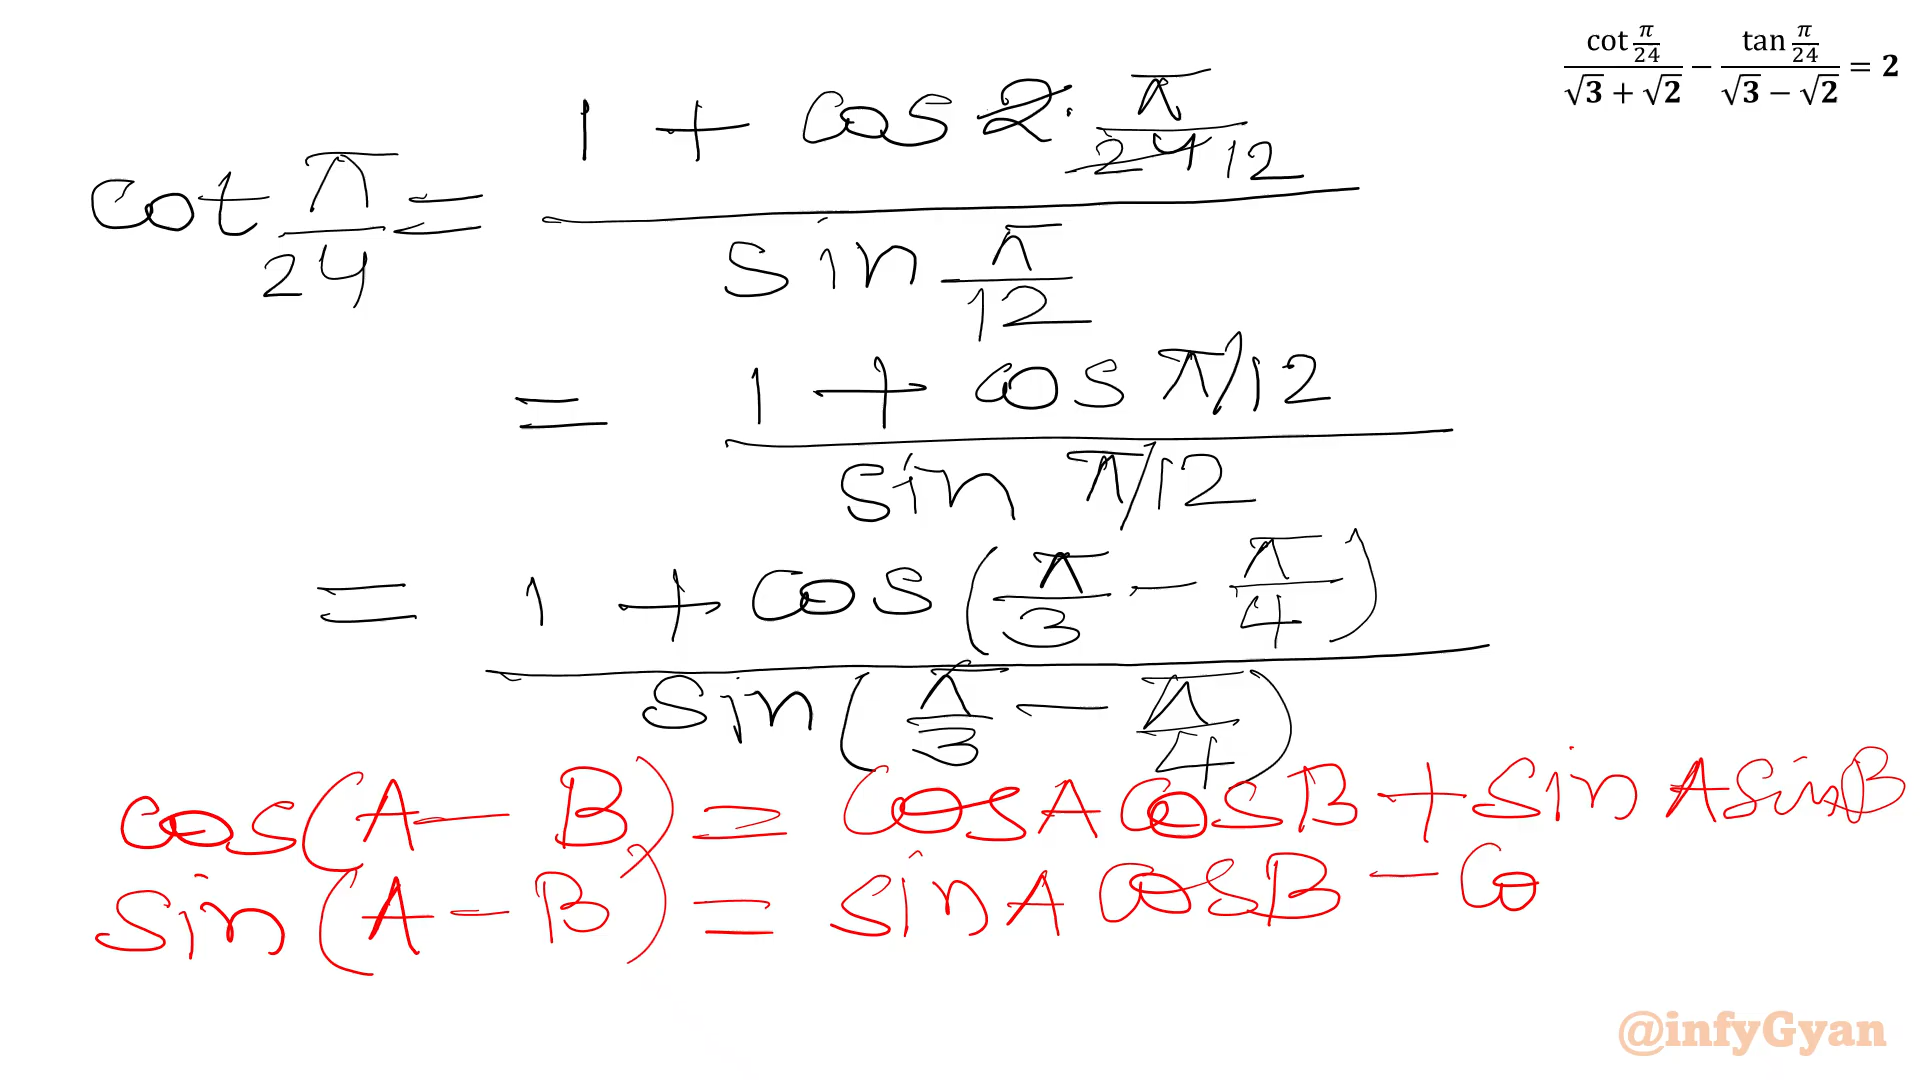 cot π/24 / (√3 + √2) − tan π/24 / (√3 − √2) = 2
cot π/24 = (1 + cos 2 · π/24 12) / (sin π/12)
= (1 + cos π/12) / (sin π/12)
= (1 + cos(π/3 − π/4)) / (sin(π/3 − π/4))
cos(A − B) = cosA cosB + sinA sinB
sin(A − B) = sinA cosB − co
@infyGyan